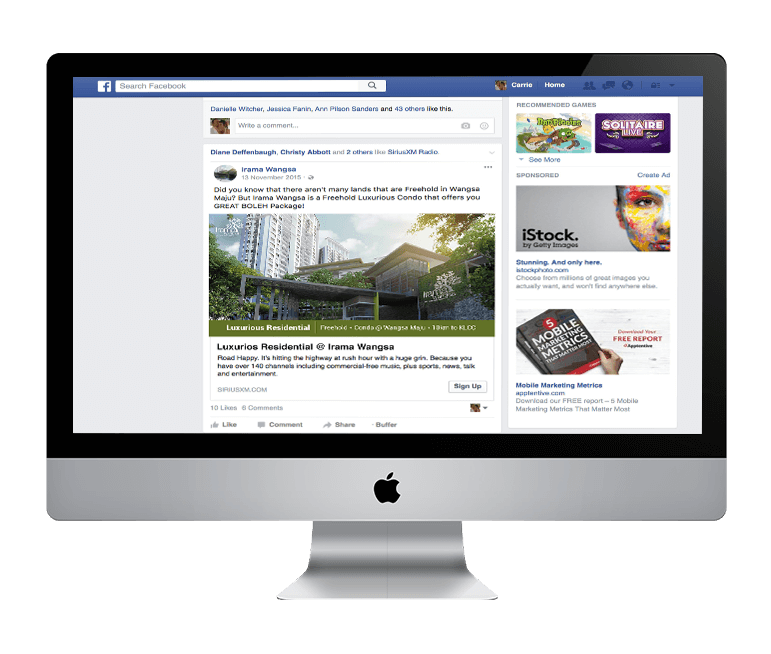 Search Facebook
Carrie Home
Danielle Witcher, Jessica Fanin, Ann Pilson Sanders and 43 others like this.
Write a comment...
Diane Deffenbaugh, Christy Abbott and 2 others like SiriusXM Radio.
Irama Wangsa
13 November 2015
Did you know that there aren't many lands that are Freehold in Wangsa
Maju? But Irama Wangsa is a Freehold Luxurious Condo that offers you
GREAT BOLEH Package!
Luxurious Residential Freehold • Condo @ Wangsa Maju • 10km to KLCC
Luxurios Residential @ Irama Wangsa
Road Happy. It's hitting the highway at rush hour with a huge grin. Because you
have over 140 channels including commercial-free music, plus sports, news, talk
and entertainment.
SIRIUSXM.COM
Sign Up
10 Likes 6 Comments
Like Comment Share · Buffer
RECOMMENDED GAMES
SOLITAIRE
LIVE
See More
SPONSORED Create Ad
iStock.
by Getty Images
Stunning. And only here.
istockphoto.com
Choose from millions of great images you
actually want, and won't find anywhere else.
5
MOBILE
MARKETING
METRICS
THAT MATTER MOST
Download Your
FREE REPORT
Apptentive
Mobile Marketing Metrics
apptentive.com
Download our FREE report – 5 Mobile
Marketing Metrics That Matter Most